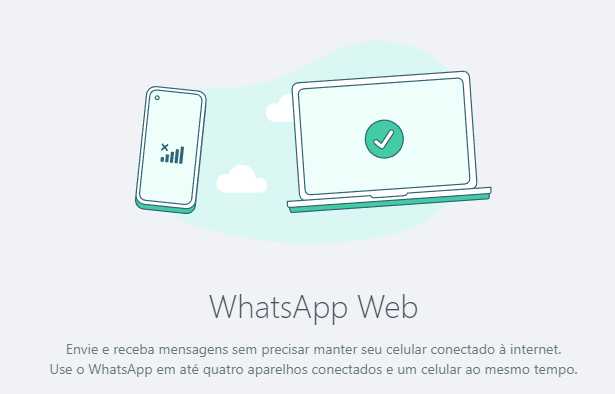 WhatsApp Web
Envie e receba mensagens sem precisar manter seu celular conectado à internet.
Use o WhatsApp em até quatro aparelhos conectados e um celular ao mesmo tempo.